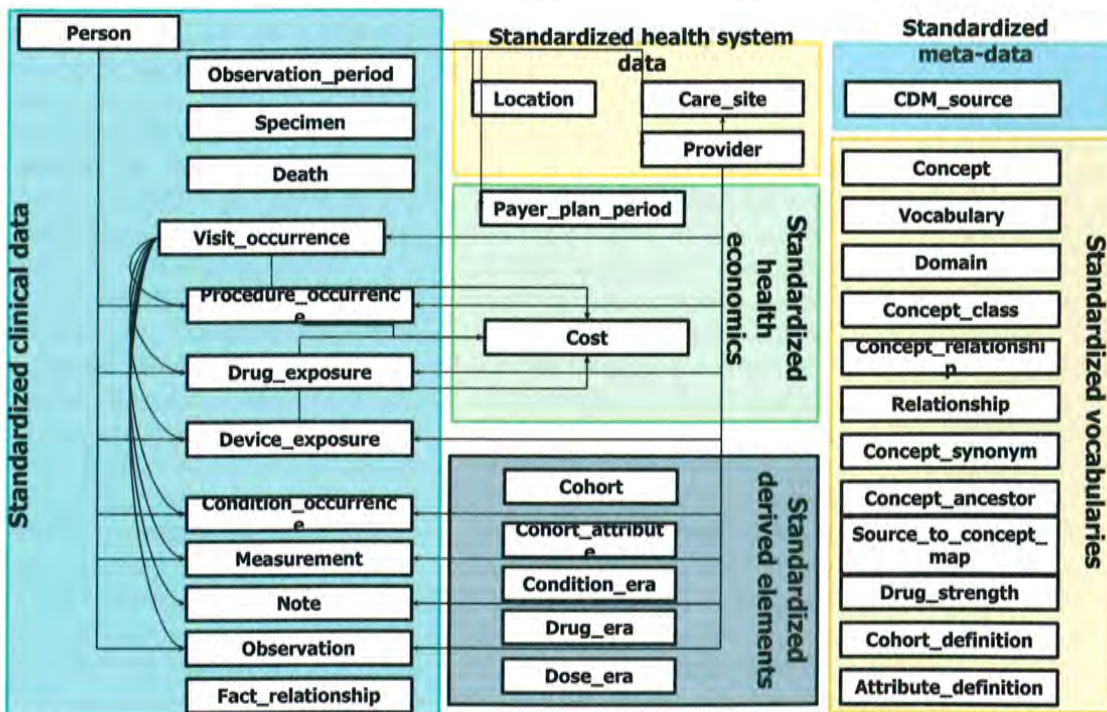 Person
Observation_period
Specimen
Death
Visit_occurrence
Procedure_occurrenc
e
Drug_exposure
Device_exposure
Condition_occurrenc
e
Measurement
Note
Observation
Fact_relationship
Standardized clinical data
Standardized health system
data
Location
Care_site
Provider
Payer_plan_period
Cost
Standardized
health
economics
Cohort
Cohort_attribut
e
Condition_era
Drug_era
Dose_era
Standardized
derived elements
Standardized
meta-data
CDM_source
Concept
Vocabulary
Domain
Concept_class
Concept_relationshi
p
Relationship
Concept_synonym
Concept_ancestor
Source_to_concept_
map
Drug_strength
Cohort_definition
Attribute_definition
Standardized vocabularies